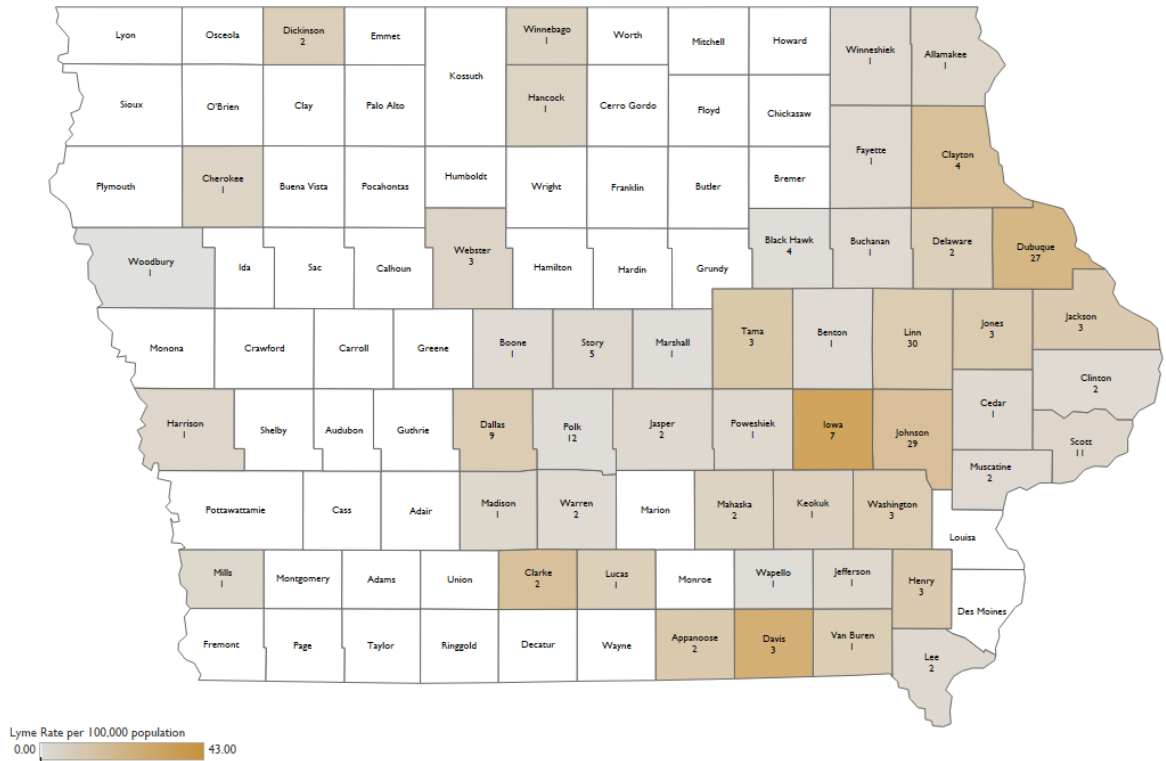 Lyon
Osceola
Dickinson
2
Emmet
Kossuth
Winnebago
1
Worth
Mitchell
Howard
Winneshiek
1
Allamakee
1
Sioux
O'Brien
Clay
Palo Alto
Hancock
1
Cerro Gordo
Floyd
Chickasaw
Fayette
1
Clayton
4
Plymouth
Cherokee
1
Buena Vista
Pocahontas
Humboldt
Wright
Franklin
Butler
Bremer
Woodbury
1
Ida
Sac
Calhoun
Webster
3
Hamilton
Hardin
Grundy
Black Hawk
4
Buchanan
1
Delaware
2
Dubuque
27
Monona
Crawford
Carroll
Greene
Boone
1
Story
5
Marshall
1
Tama
3
Benton
1
Linn
30
Jones
3
Jackson
3
Clinton
2
Harrison
1
Shelby
Audubon
Guthrie
Dallas
9
Polk
12
Jasper
2
Poweshiek
1
Iowa
7
Johnson
29
Cedar
1
Scott
11
Muscatine
2
Pottawattamie
Cass
Adair
Madison
1
Warren
2
Marion
Mahaska
2
Keokuk
1
Washington
3
Louisa
Mills
1
Montgomery
Adams
Union
Clarke
2
Lucas
1
Monroe
Wapello
1
Jefferson
1
Henry
3
Des Moines
Fremont
Page
Taylor
Ringgold
Decatur
Wayne
Appanoose
2
Davis
3
Van Buren
1
Lee
2
Lyme Rate per 100,000 population
0.00 43.00